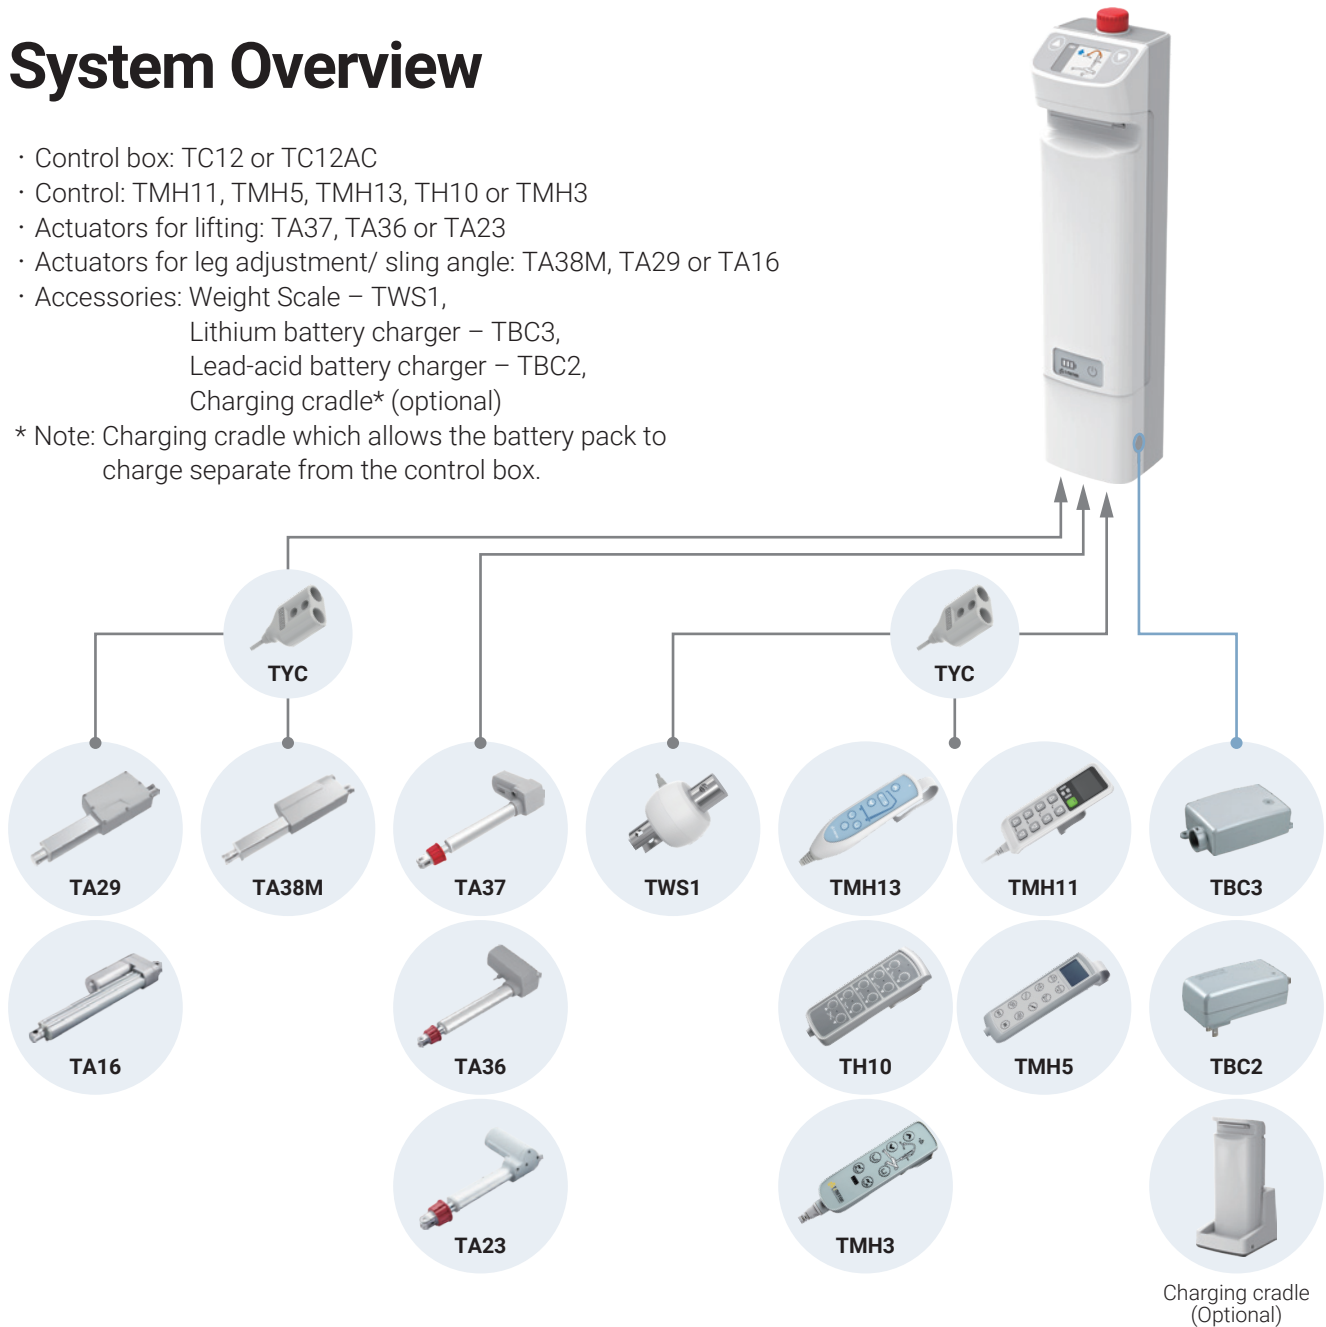 System Overview
· Control box: TC12 or TC12AC
· Control: TMH11, TMH5, TMH13, TH10 or TMH3
· Actuators for lifting: TA37, TA36 or TA23
· Actuators for leg adjustment/ sling angle: TA38M, TA29 or TA16
· Accessories: Weight Scale – TWS1,
Lithium battery charger – TBC3,
Lead-acid battery charger – TBC2,
Charging cradle* (optional)
* Note: Charging cradle which allows the battery pack to
charge separate from the control box.
TYC
TYC
TA29
TA38M
TA37
TWS1
TMH13
TMH11
TBC3
TA16
TA36
TH10
TMH5
TBC2
TA23
TMH3
Charging cradle
(Optional)